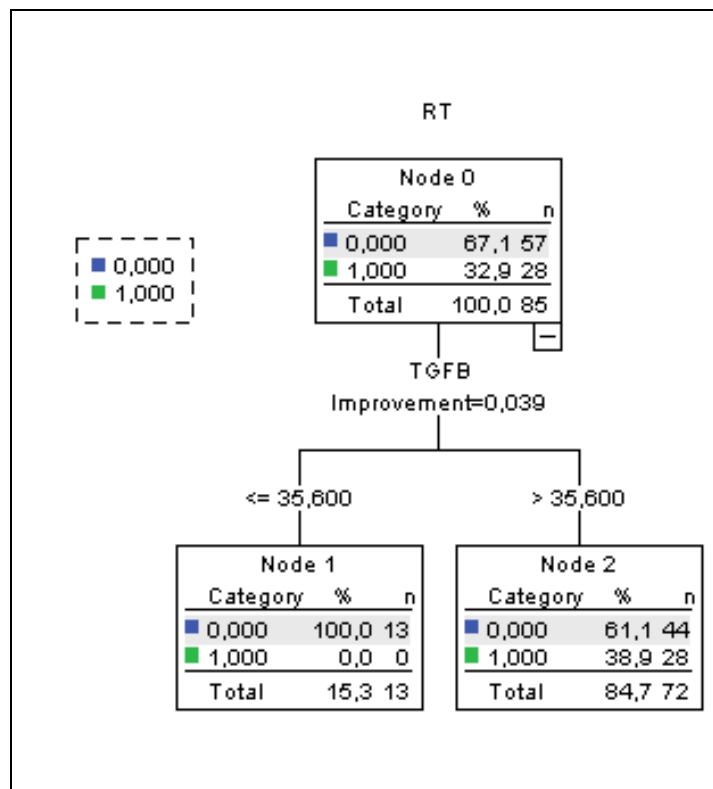 RT
Node 0
Category % n
0,000 67,1 57
1,000 32,9 28
Total 100,0 85
0,000
1,000
TGFB
Improvement=0,039
<= 35,600
> 35,600
Node 1
Category % n
0,000 100,0 13
1,000 0,0 0
Total 15,3 13
Node 2
Category % n
0,000 61,1 44
1,000 38,9 28
Total 84,7 72